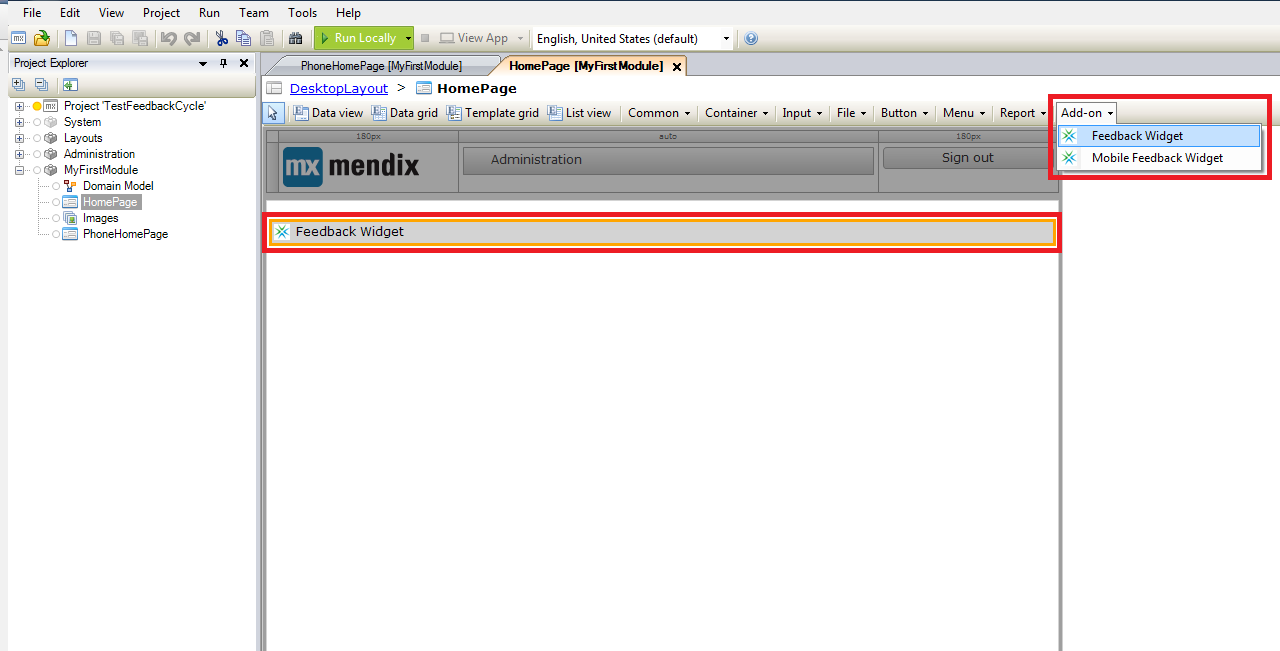 File Edit View Project Run Team Tools Help
mx Run Locally View App English, United States (default)
Project Explorer
PhoneHomePage [MyFirstModule] HomePage [MyFirstModule]
DesktopLayout > HomePage
Data view Data grid Template grid List view Common Container Input File Button Menu Report Add-on
Feedback Widget
Mobile Feedback Widget
mx Project 'TestFeedbackCycle'
System
Layouts
Administration
MyFirstModule
Domain Model
HomePage
Images
PhoneHomePage
180px auto 180px
mx mendix Administration Sign out
Feedback Widget